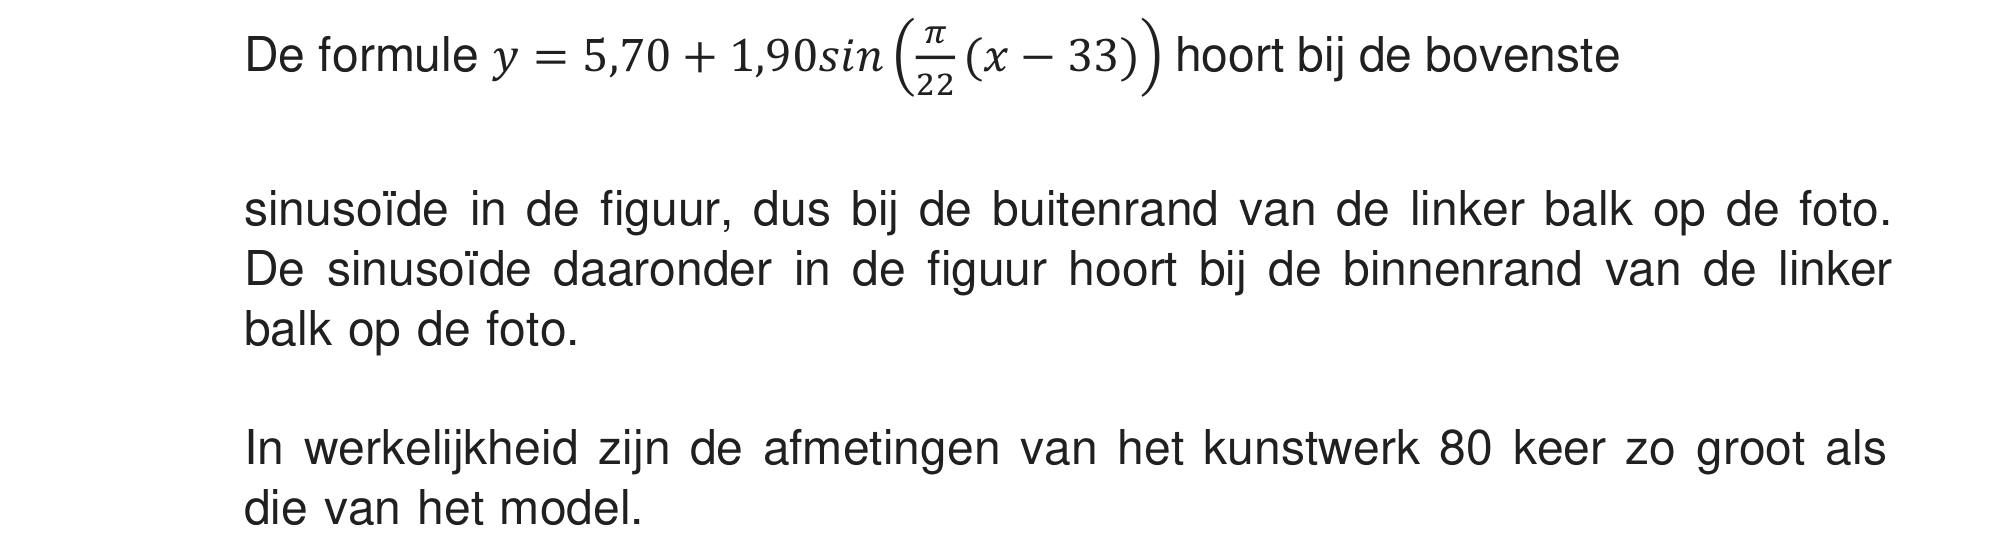 De formule y = 5,70 + 1,90sin(π/22 (x − 33)) hoort bij de bovenste
sinusoïde in de figuur, dus bij de buitenrand van de linker balk op de foto.
De sinusoïde daaronder in de figuur hoort bij de binnenrand van de linker
balk op de foto.
In werkelijkheid zijn de afmetingen van het kunstwerk 80 keer zo groot als
die van het model.